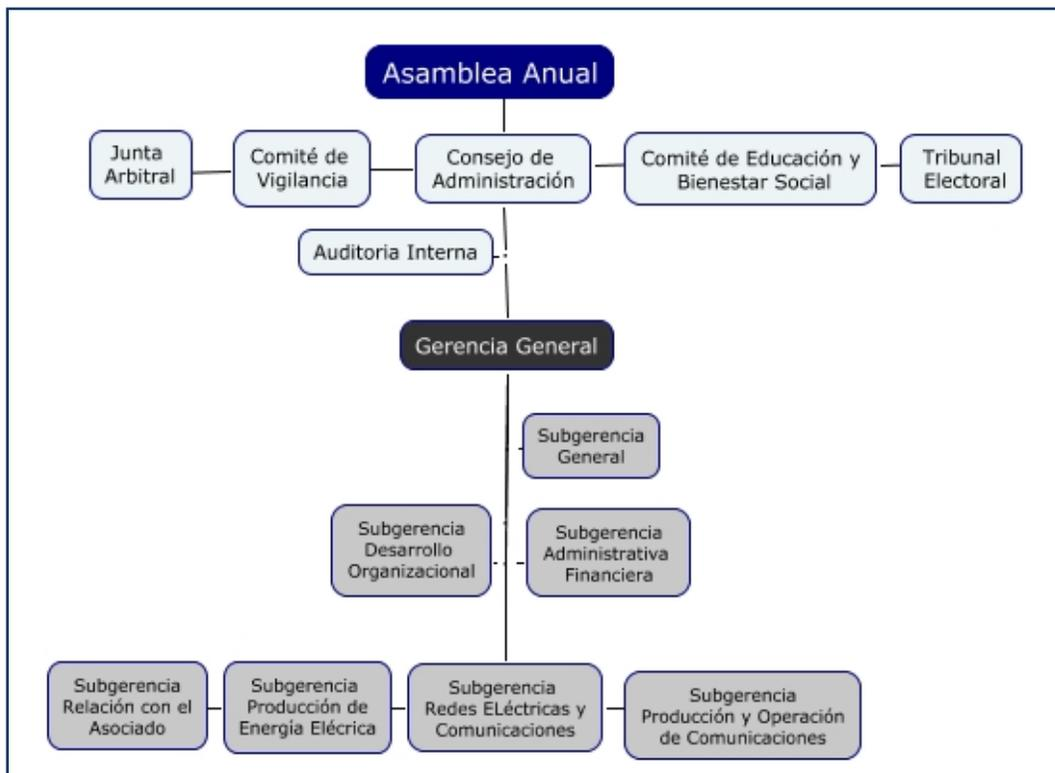 Asamblea Anual
Junta
Arbitral
Comité de
Vigilancia
Consejo de
Administración
Comité de Educación y
Bienestar Social
Tribunal
Electoral
Auditoria Interna
Gerencia General
Subgerencia
General
Subgerencia
Desarrollo
Organizacional
Subgerencia
Administrativa
Financiera
Subgerencia
Relación con el
Asociado
Subgerencia
Producción de
Energía Elécrica
Subgerencia
Redes ELéctricas y
Comunicaciones
Subgerencia
Producción y Operación
de Comunicaciones